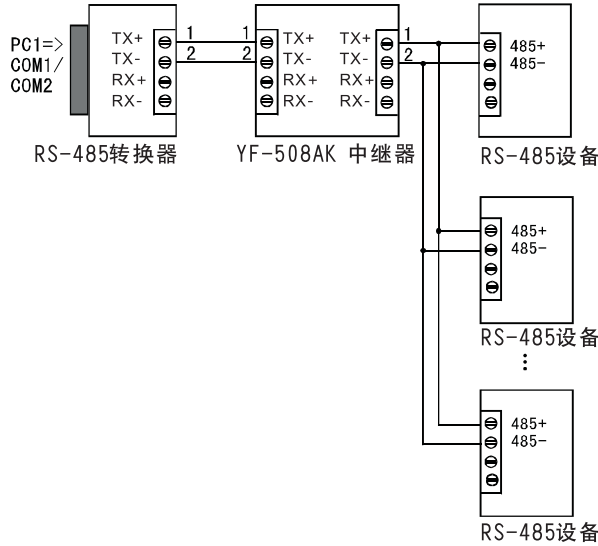 PC1=>
COM1/
COM2
TX+
TX-
RX+
RX-
1
2
RS-485转换器
1
2
TX+
TX-
RX+
RX-
TX+
TX-
RX+
RX-
YF-508AK 中继器
1
2
485+
485-
RS-485设备
485+
485-
RS-485设备
⋮
485+
485-
RS-485设备